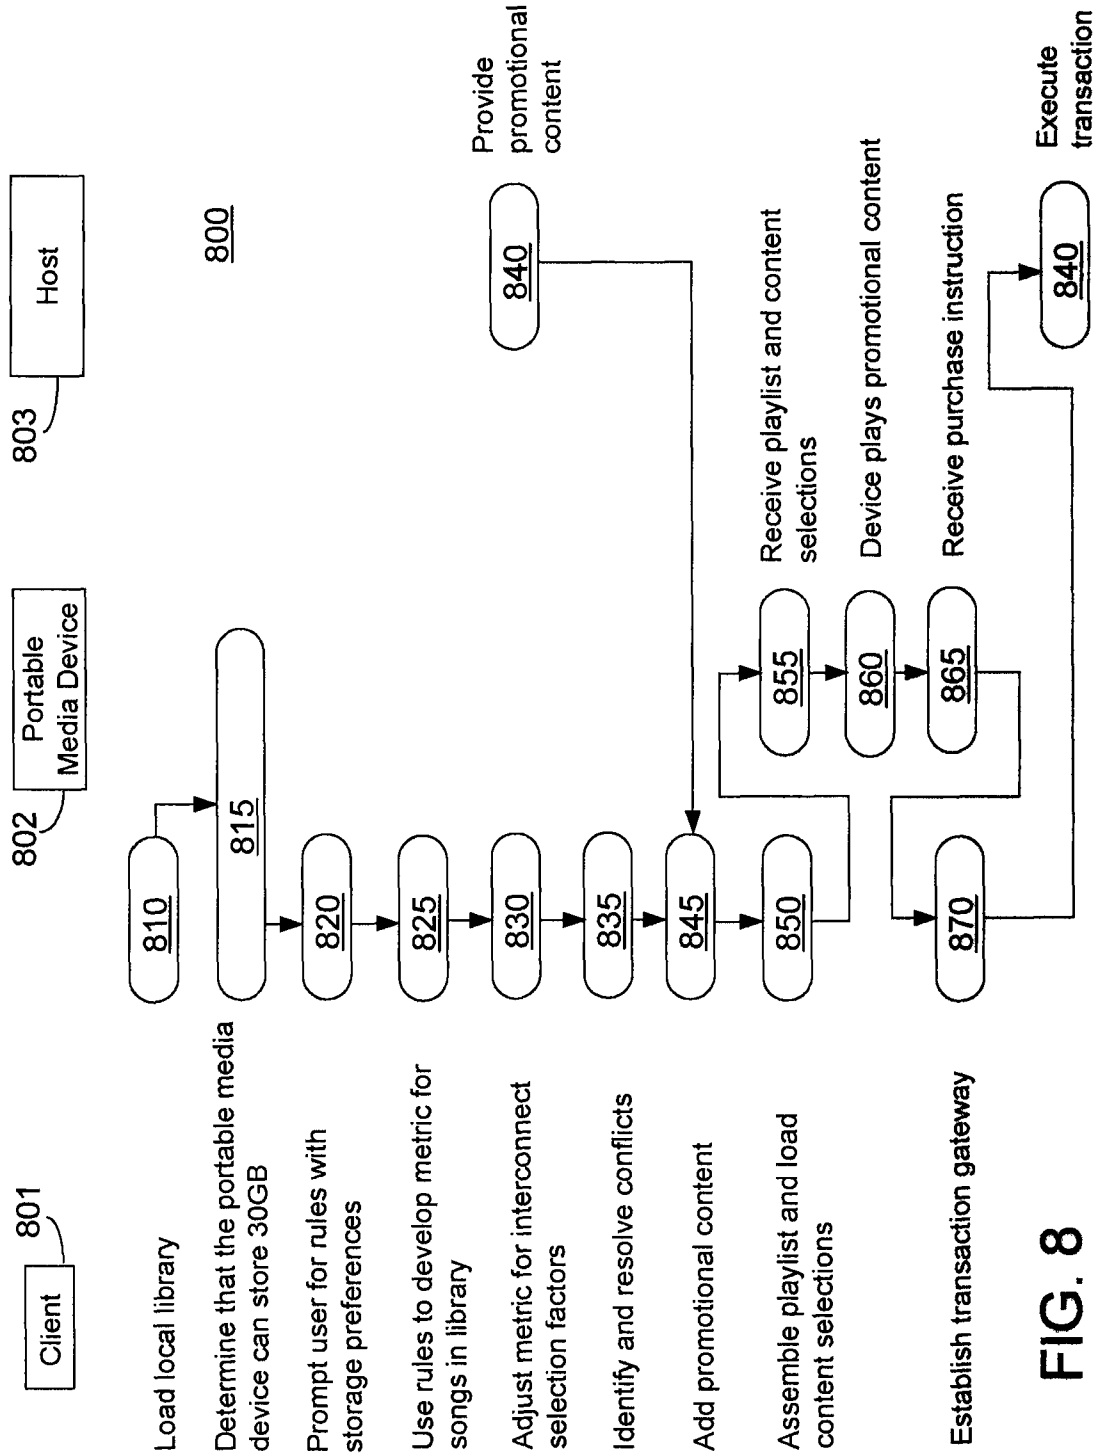 Client
801
Portable
Media Device
802
Host
803
800
Load local library
810
Determine that the portable media
device can store 30GB
815
Prompt user for rules with
storage preferences
820
Use rules to develop metric for
songs in library
825
Adjust metric for interconnect
selection factors
830
Provide
promotional
content
840
Identify and resolve conflicts
835
Add promotional content
845
Assemble playlist and load
content selections
850
855
Receive playlist and content
selections
860
Device plays promotional content
865
Receive purchase instruction
Establish transaction gateway
870
840
Execute
transaction
FIG. 8